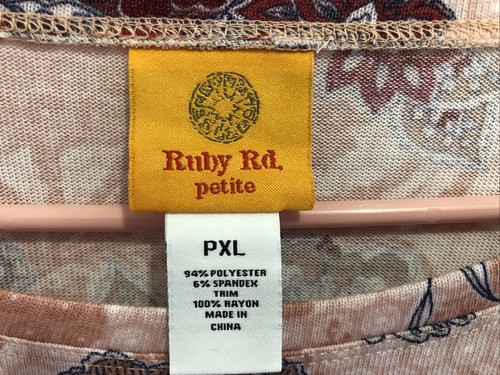 Ruby Rd.
petite
PXL
94% POLYESTER
6% SPANDEX
TRIM
100% RAYON
MADE IN
CHINA